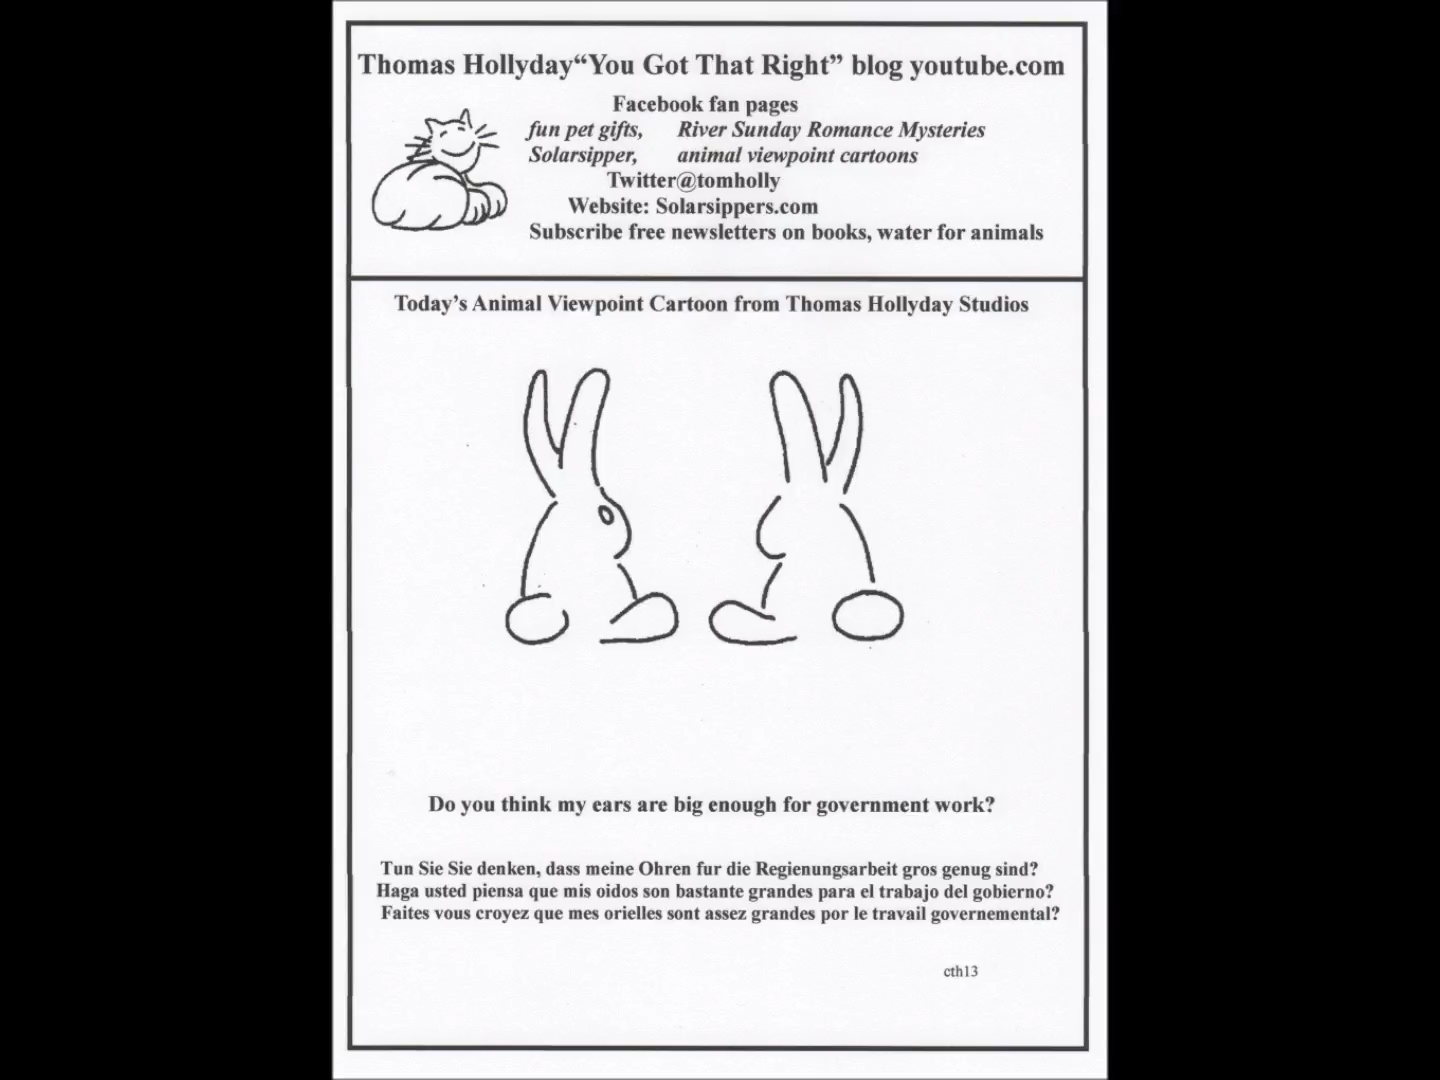 Thomas Hollyday“You Got That Right” blog youtube.com
Facebook fan pages
fun pet gifts, River Sunday Romance Mysteries
Solarsipper, animal viewpoint cartoons
Twitter@tomholly
Website: Solarsippers.com
Subscribe free newsletters on books, water for animals
Today’s Animal Viewpoint Cartoon from Thomas Hollyday Studios
Do you think my ears are big enough for government work?
Tun Sie Sie denken, dass meine Ohren fur die Regienungsarbeit gros genug sind?
Haga usted piensa que mis oidos son bastante grandes para el trabajo del gobierno?
Faites vous croyez que mes orielles sont assez grandes por le travail governemental?
cth13